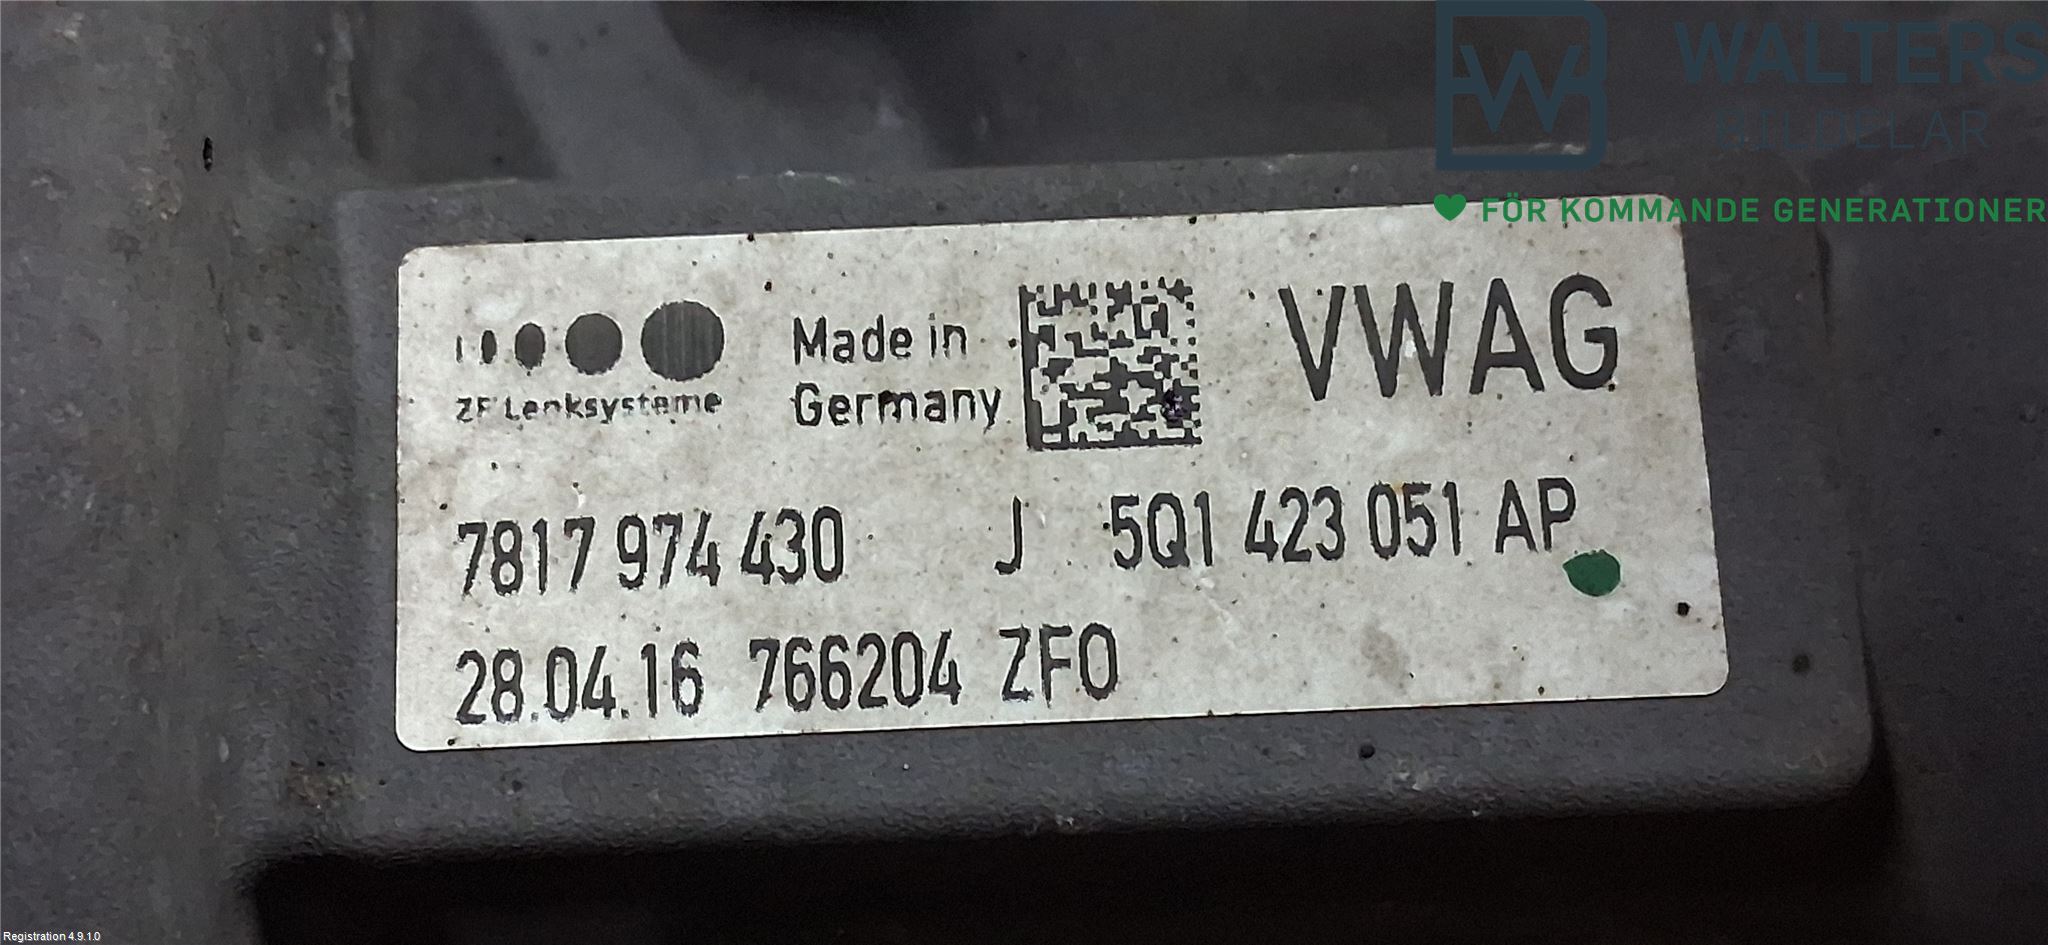 WALTERS
BILDELAR
FÖR KOMMANDE GENERATIONER
ZF Lenksysteme
Made in
Germany
VWAG
7817 974 430 J 5Q1 423 051 AP
28.04.16 766204 ZFO
Registration 4.9.1.0